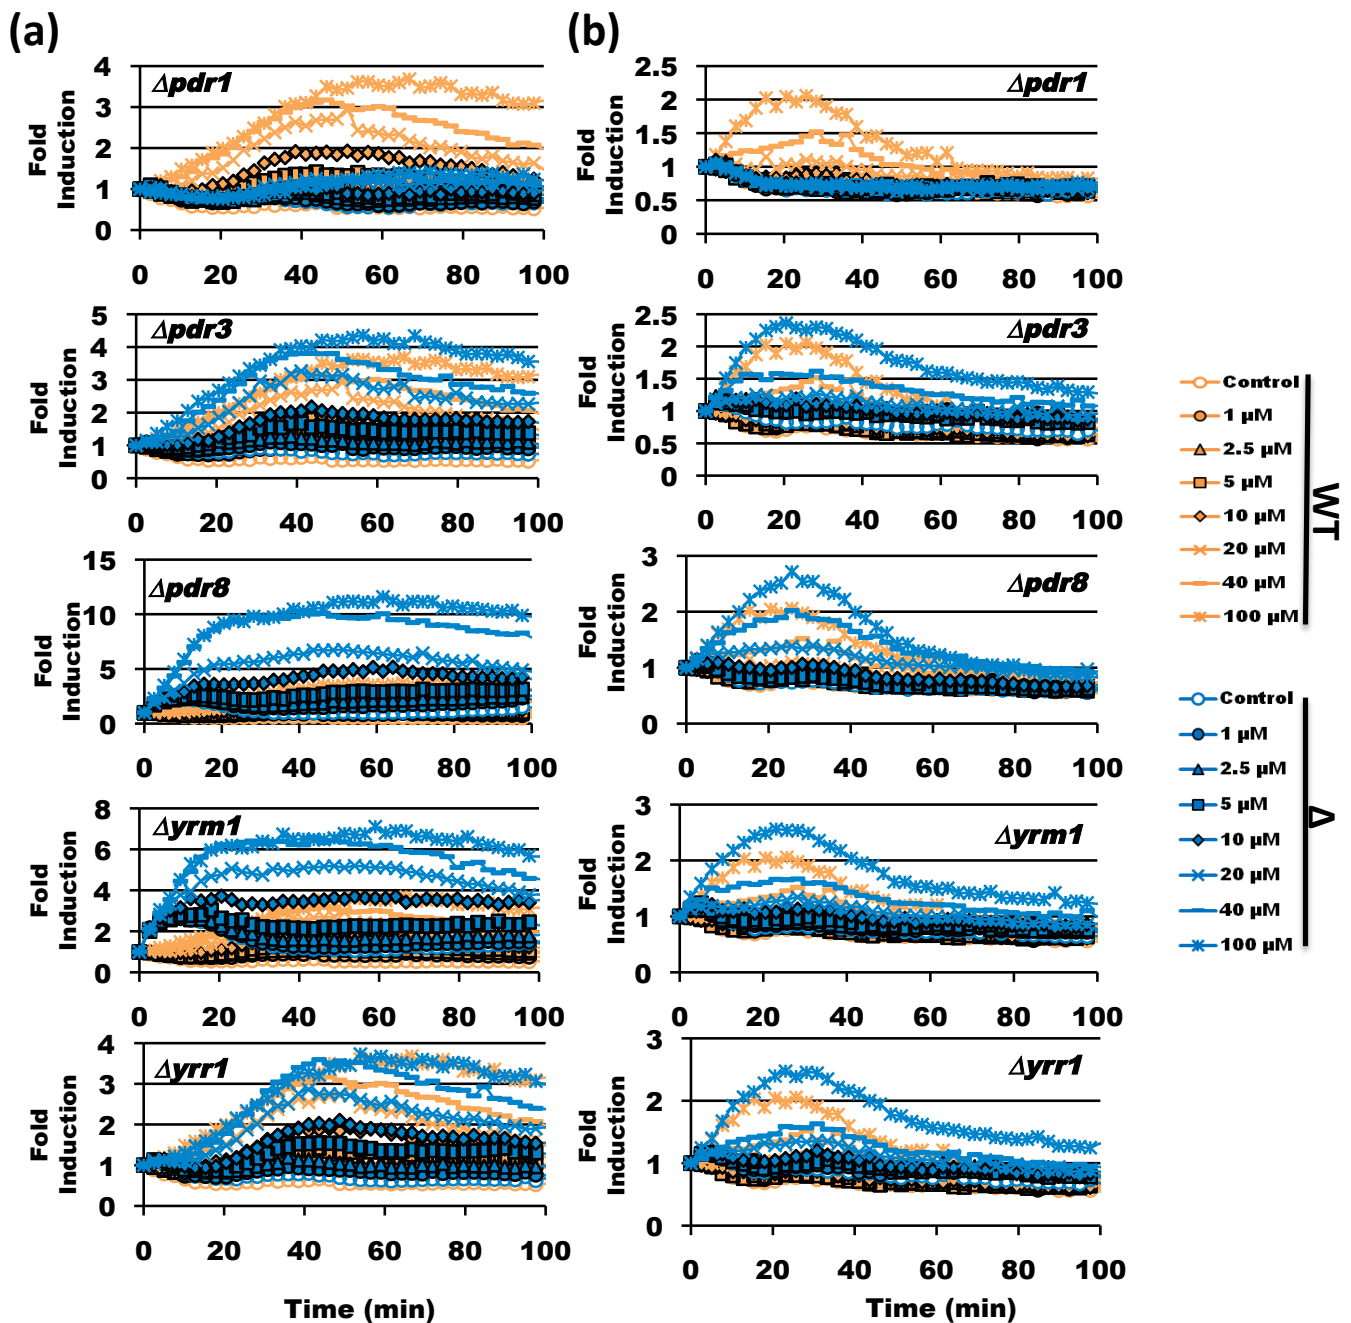 (a)
(b)
Fold Induction
4
3
2
1
0
Δpdr1
0 20 40 60 80 100
Fold Induction
2.5
2
1.5
1
0.5
0
Δpdr1
0 20 40 60 80 100
Fold Induction
5
4
3
2
1
0
Δpdr3
0 20 40 60 80 100
Fold Induction
2.5
2
1.5
1
0.5
0
Δpdr3
0 20 40 60 80 100
Fold Induction
15
10
5
0
Δpdr8
0 20 40 60 80 100
Fold Induction
3
2
1
0
Δpdr8
0 20 40 60 80 100
Fold Induction
8
6
4
2
0
Δyrm1
0 20 40 60 80 100
Fold Induction
3
2
1
0
Δyrm1
0 20 40 60 80 100
Fold Induction
4
3
2
1
0
Δyrr1
0 20 40 60 80 100
Time (min)
Fold Induction
3
2
1
0
Δyrr1
0 20 40 60 80 100
Time (min)
Control
1 µM
2.5 µM
5 µM
10 µM
20 µM
40 µM
100 µM
WT
Control
1 µM
2.5 µM
5 µM
10 µM
20 µM
40 µM
100 µM
Δ